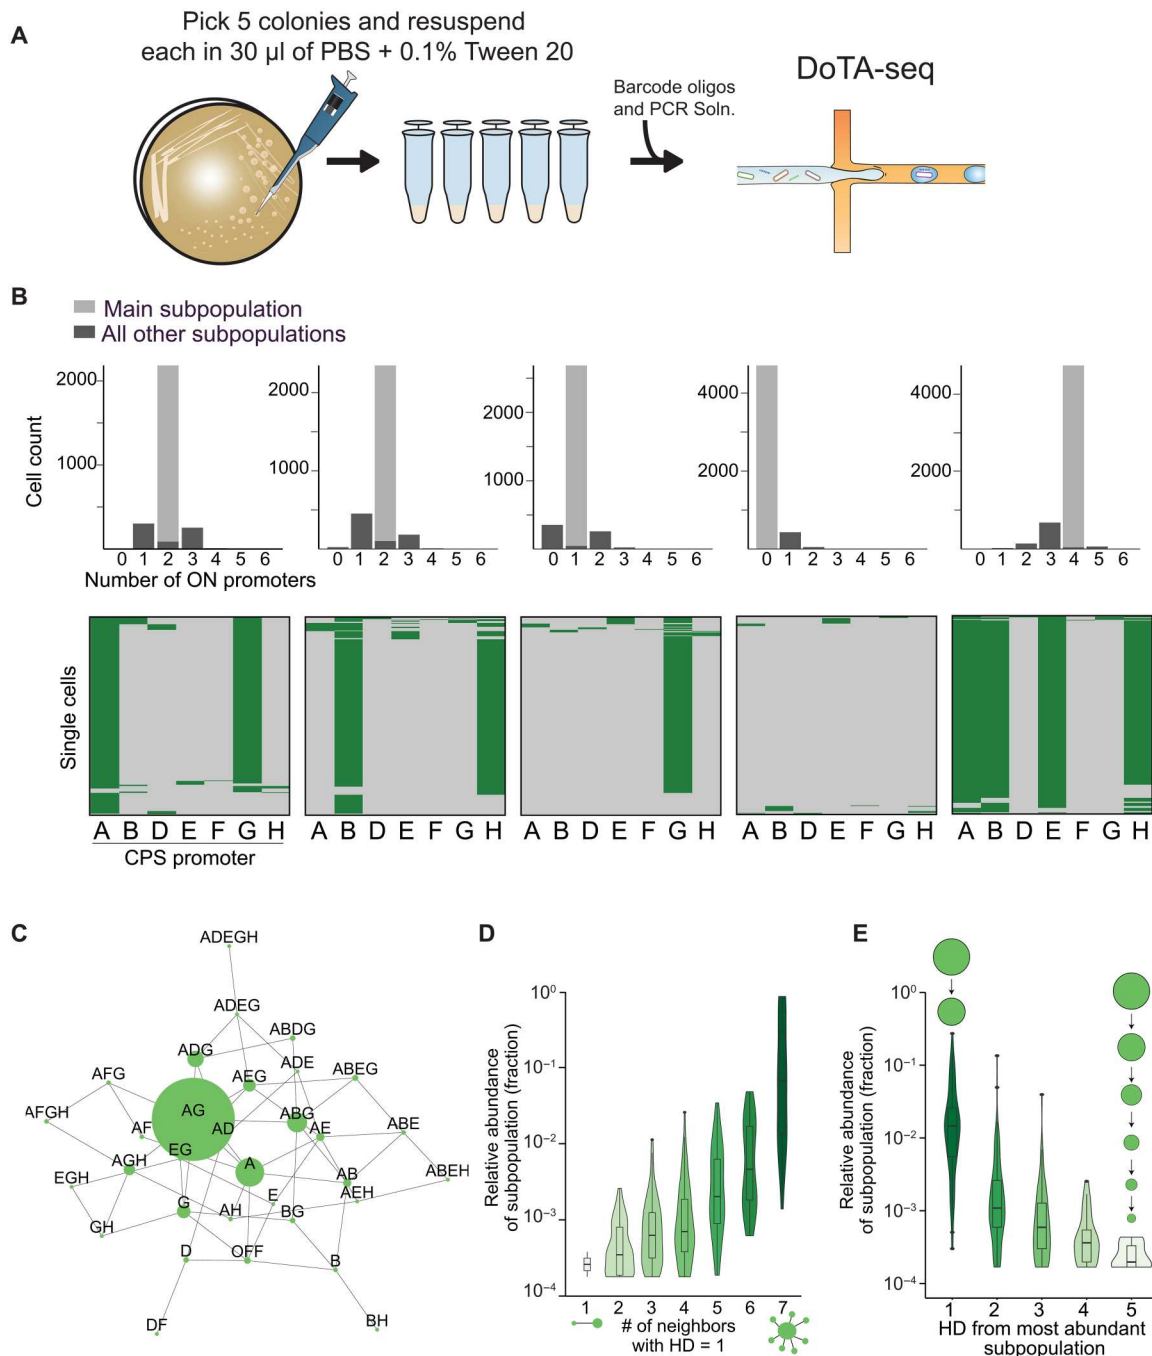 A
Pick 5 colonies and resuspend
each in 30 µl of PBS + 0.1% Tween 20
Barcode oligos
and PCR Soln.
DoTA-seq
B
Main subpopulation
All other subpopulations
Cell count
2000
1000
0 1 2 3 4 5 6
2000
1000
0 1 2 3 4 5 6
2000
1000
0 1 2 3 4 5 6
4000
2000
0 1 2 3 4 5 6
4000
2000
0 1 2 3 4 5 6
Number of ON promoters
Single cells
A B D E F G H
A B D E F G H
A B D E F G H
A B D E F G H
A B D E F G H
CPS promoter
C
ADEGH
ADEG
ABDG
ADG
ADE
AFG
AEG
ABEG
AFGH
AG
ABG
AF
AD
AE
ABE
EG
AGH
A
AB
ABEH
EGH
AEH
E
G
AH
BG
GH
D
OFF
B
DF
BH
D
Relative abundance
of subpopulation (fraction)
10⁰
10⁻¹
10⁻²
10⁻³
10⁻⁴
1 2 3 4 5 6 7
# of neighbors
with HD = 1
E
Relative abundance
of subpopulation (fraction)
10⁰
10⁻¹
10⁻²
10⁻³
10⁻⁴
1 2 3 4 5
HD from most abundant
subpopulation